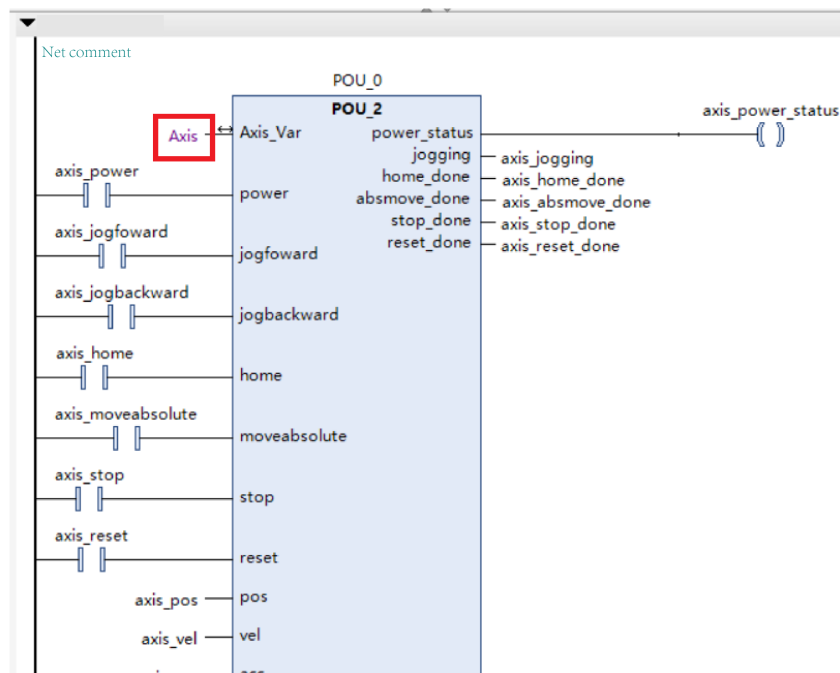 Net comment
POU_0
POU_2
axis_power_status
Axis
Axis_Var
power_status
jogging
axis_jogging
axis_power
home_done
axis_home_done
power
absmove_done
axis_absmove_done
stop_done
axis_stop_done
axis_jogfoward
reset_done
axis_reset_done
jogfoward
axis_jogbackward
jogbackward
axis_home
home
axis_moveabsolute
moveabsolute
axis_stop
stop
axis_reset
reset
axis_pos
pos
axis_vel
vel